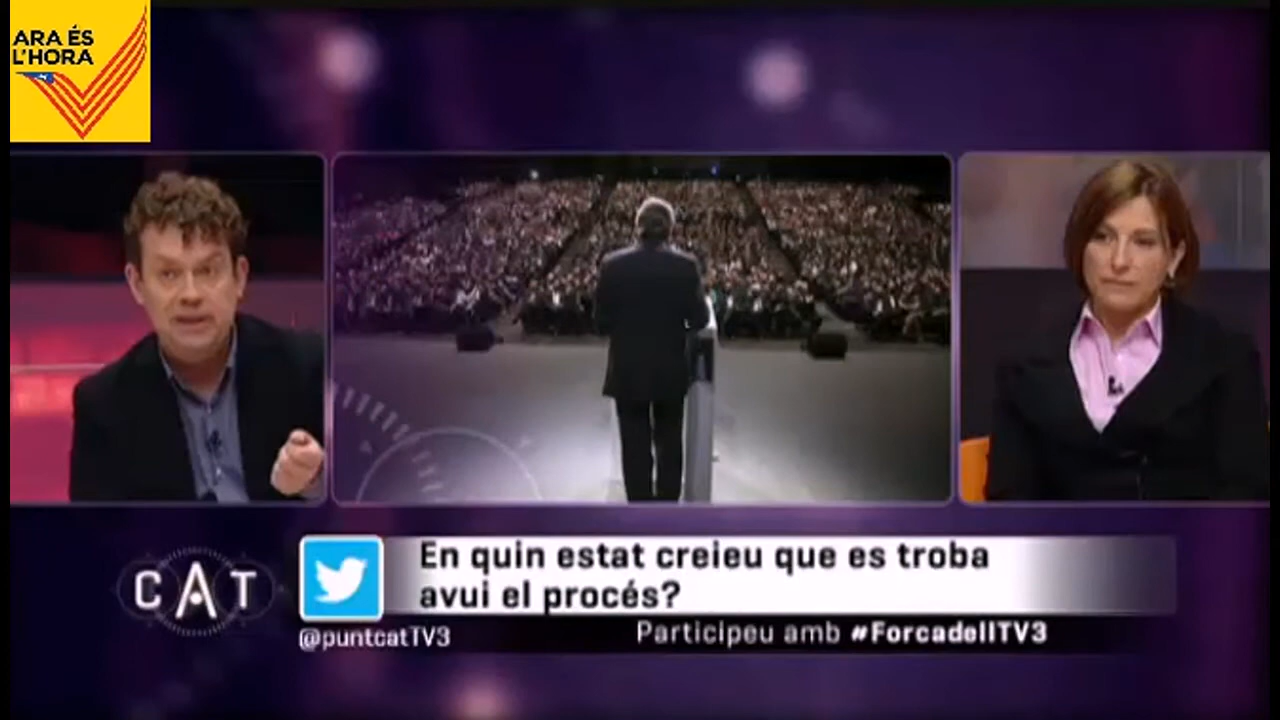 ARA ÉS
L'HORA
En quin estat creieu que es troba
avui el procés?
CAT
@puntcatTV3
Participeu amb #ForcadellTV3